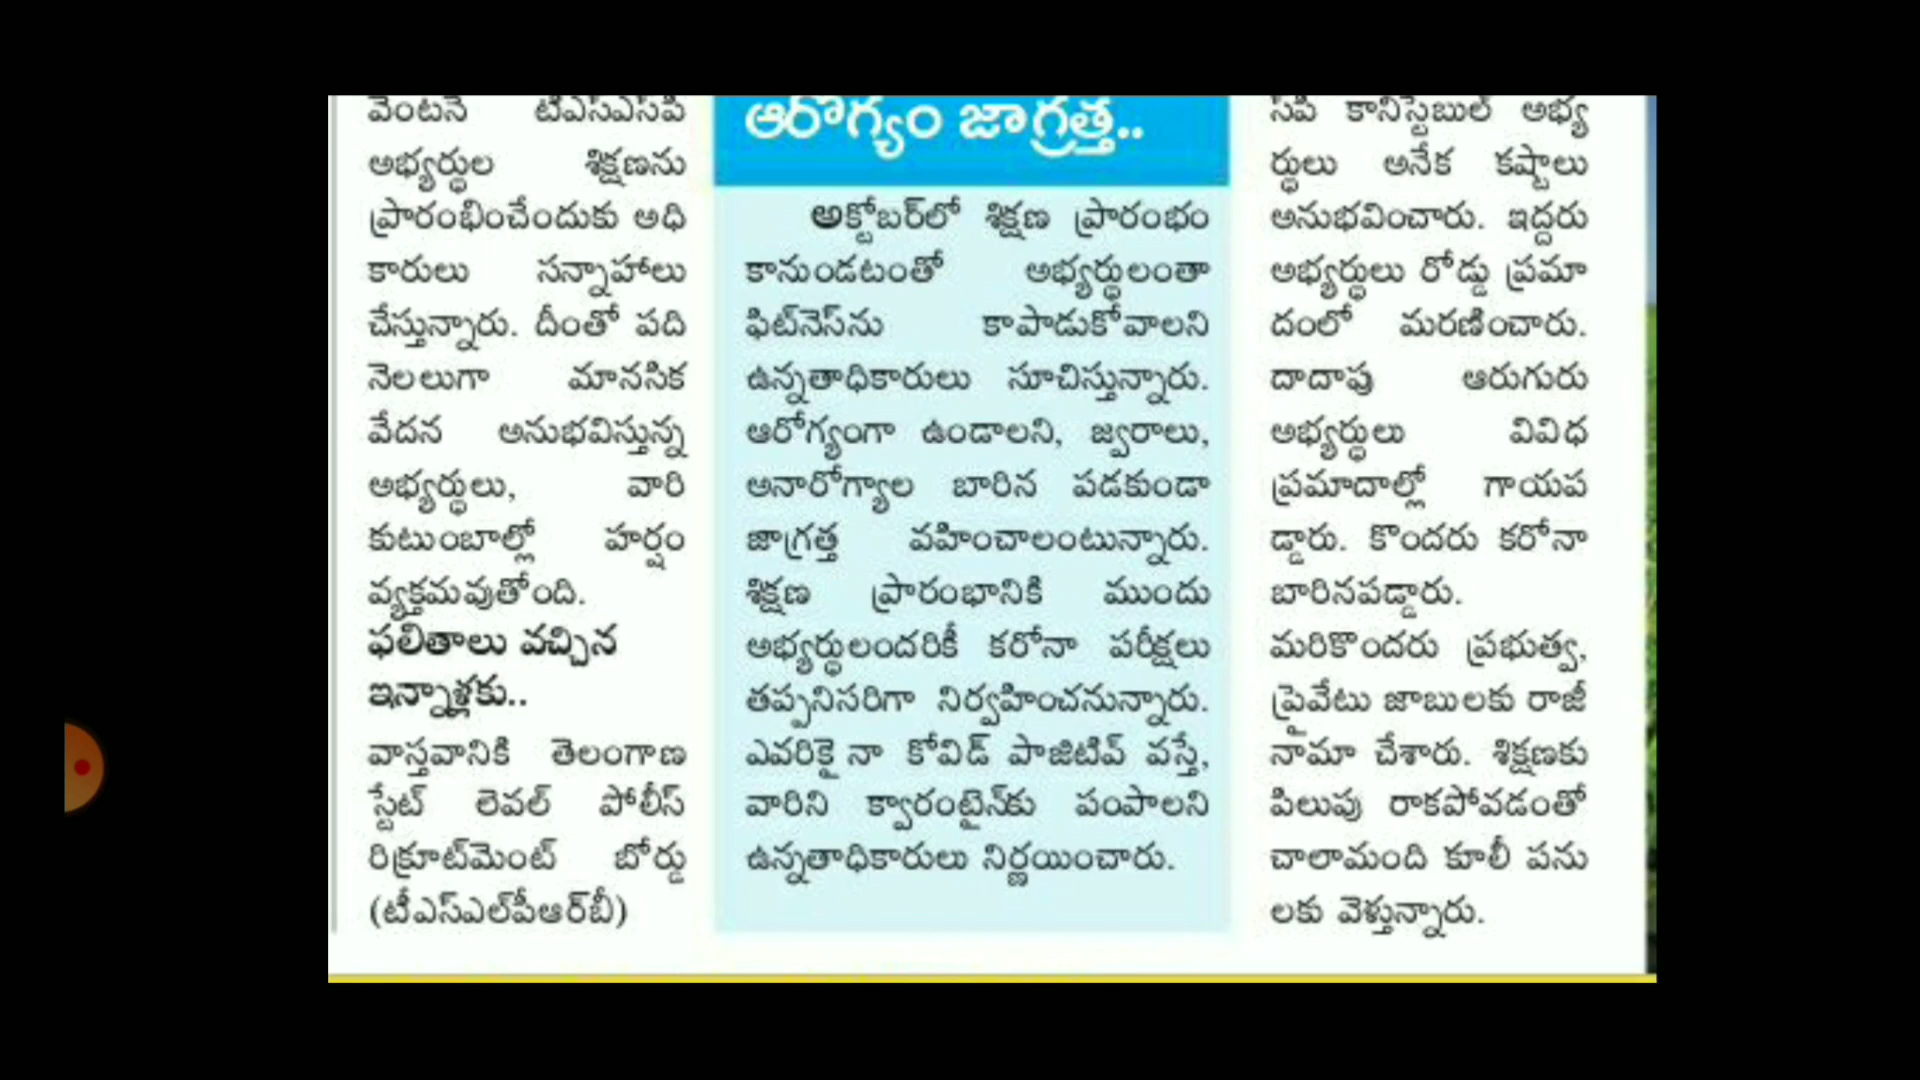 వెంటనే టీఎస్ఎస్‌పీ
అభ్యర్థుల శిక్షణను
ప్రారంభించేందుకు అధి
కారులు సన్నాహాలు
చేస్తున్నారు. దీంతో పది
నెలలుగా మానసిక
వేదన అనుభవిస్తున్న
అభ్యర్థులు, వారి
కుటుంబాల్లో హర్షం
వ్యక్తమవుతోంది.
ఫలితాలు వచ్చిన
ఇన్నాళ్లకు..
వాస్తవానికి తెలంగాణ
స్టేట్ లెవల్ పోలీస్
రిక్రూట్‌మెంట్ బోర్డు
(టీఎస్ఎల్‌పీఆర్‌బీ)
ఆరోగ్యం జాగ్రత్త..
అక్టోబర్‌లో శిక్షణ ప్రారంభం
కానుండటంతో అభ్యర్థులంతా
ఫిట్‌నెస్‌ను కాపాడుకోవాలని
ఉన్నతాధికారులు సూచిస్తున్నారు.
ఆరోగ్యంగా ఉండాలని, జ్వరాలు,
అనారోగ్యాల బారిన పడకుండా
జాగ్రత్త వహించాలంటున్నారు.
శిక్షణ ప్రారంభానికి ముందు
అభ్యర్థులందరికీ కరోనా పరీక్షలు
తప్పనిసరిగా నిర్వహించనున్నారు.
ఎవరికైనా కోవిడ్ పాజిటివ్ వస్తే,
వారిని క్వారంటైన్‌కు పంపాలని
ఉన్నతాధికారులు నిర్ణయించారు.
స్‌పీ కానిస్టేబుల్ అభ్య
ర్థులు అనేక కష్టాలు
అనుభవించారు. ఇద్దరు
అభ్యర్థులు రోడ్డు ప్రమా
దంలో మరణించారు.
దాదాపు ఆరుగురు
అభ్యర్థులు వివిధ
ప్రమాదాల్లో గాయప
డ్డారు. కొందరు కరోనా
బారినపడ్డారు.
మరికొందరు ప్రభుత్వ,
ప్రైవేటు జాబులకు రాజీ
నామా చేశారు. శిక్షణకు
పిలుపు రాకపోవడంతో
చాలామంది కూలీ పను
లకు వెళ్తున్నారు.